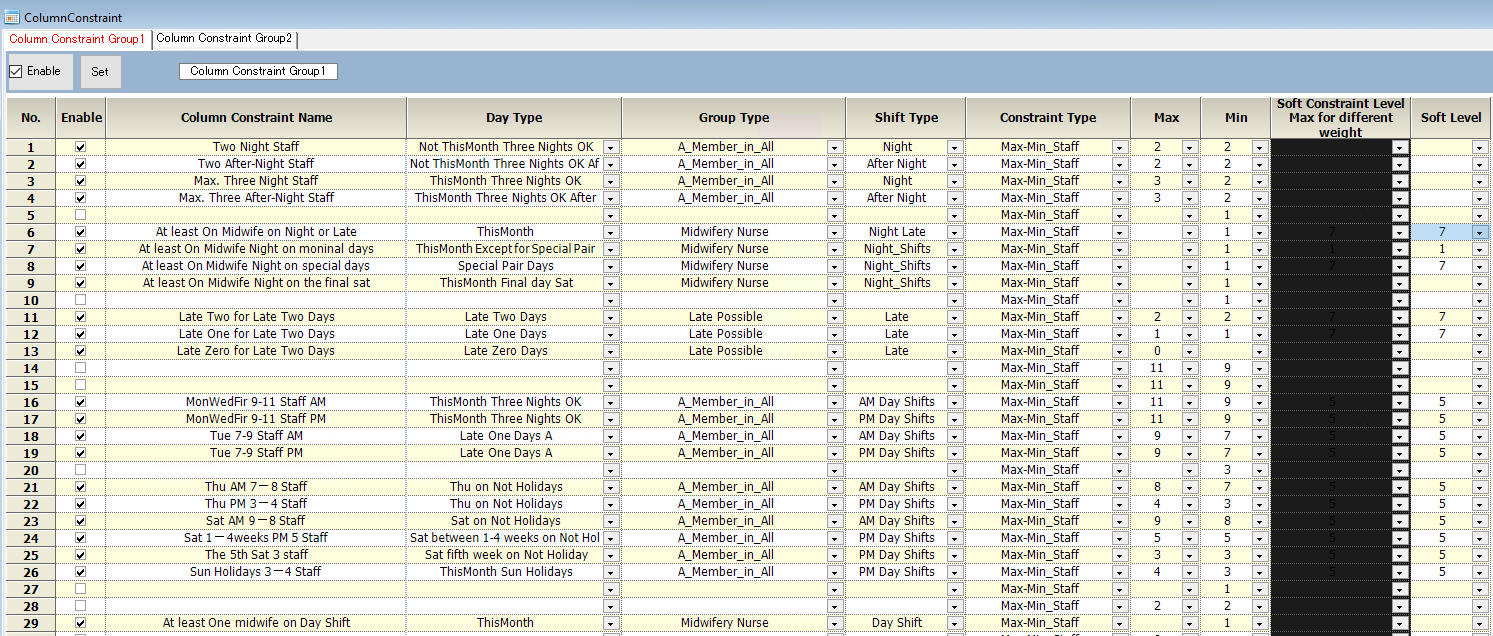 ColumnConstraint
Column Constraint Group1 Column Constraint Group2
Enable Set Column Constraint Group1
No. Enable Column Constraint Name Day Type Group Type Shift Type Constraint Type Max Min Soft Constraint Level Max for different weight Soft Level
1 Two Night Staff Not ThisMonth Three Nights OK A_Member_in_All Night Max-Min_Staff 2 2
2 Two After-Night Staff Not ThisMonth Three Nights OK Af A_Member_in_All After Night Max-Min_Staff 2 2
3 Max. Three Night Staff ThisMonth Three Nights OK A_Member_in_All Night Max-Min_Staff 3 2
4 Max. Three After-Night Staff ThisMonth Three Nights OK After A_Member_in_All After Night Max-Min_Staff 3 2
5 Max-Min_Staff 1
6 At least On Midwife on Night or Late ThisMonth Midwifery Nurse Night Late Max-Min_Staff 1 7 7
7 At least On Midwife Night on moninal days ThisMonth Except for Special Pair Midwifery Nurse Night_Shifts Max-Min_Staff 1 1 1
8 At least On Midwife Night on special days Special Pair Days Midwifery Nurse Night_Shifts Max-Min_Staff 1 7 7
9 At least On Midwife Night on the final sat ThisMonth Final day Sat Midwifery Nurse Night_Shifts Max-Min_Staff 1
10 Max-Min_Staff 1
11 Late Two for Late Two Days Late Two Days Late Possible Late Max-Min_Staff 2 2 7 7
12 Late One for Late Two Days Late One Days Late Possible Late Max-Min_Staff 1 1 7 7
13 Late Zero for Late Two Days Late Zero Days Late Possible Late Max-Min_Staff 0
14 Max-Min_Staff 11 9
15 Max-Min_Staff 11 9
16 MonWedFir 9-11 Staff AM ThisMonth Three Nights OK A_Member_in_All AM Day Shifts Max-Min_Staff 11 9 5 5
17 MonWedFir 9-11 Staff PM ThisMonth Three Nights OK A_Member_in_All PM Day Shifts Max-Min_Staff 11 9 5 5
18 Tue 7-9 Staff AM Late One Days A A_Member_in_All AM Day Shifts Max-Min_Staff 9 7 5 5
19 Tue 7-9 Staff PM Late One Days A A_Member_in_All PM Day Shifts Max-Min_Staff 9 7 5 5
20 Max-Min_Staff 3
21 Thu AM 7－8 Staff Thu on Not Holidays A_Member_in_All AM Day Shifts Max-Min_Staff 8 7 5 5
22 Thu PM 3－4 Staff Thu on Not Holidays A_Member_in_All PM Day Shifts Max-Min_Staff 4 3 5 5
23 Sat AM 9－8 Staff Sat on Not Holidays A_Member_in_All AM Day Shifts Max-Min_Staff 9 8 5 5
24 Sat 1－4weeks PM 5 Staff Sat between 1-4 weeks on Not Hol A_Member_in_All PM Day Shifts Max-Min_Staff 5 5 5 5
25 The 5th Sat 3 staff Sat fifth week on Not Holiday A_Member_in_All PM Day Shifts Max-Min_Staff 3 3 5 5
26 Sun Holidays 3－4 Staff ThisMonth Sun Holidays A_Member_in_All PM Day Shifts Max-Min_Staff 4 3 5 5
27 Max-Min_Staff 1
28 Max-Min_Staff 2 2
29 At least One midwife on Day Shift ThisMonth Midwifery Nurse Day Shift Max-Min_Staff 1